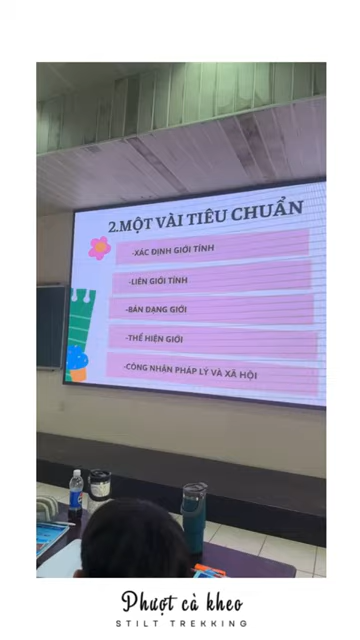 2.MỘT VÀI TIÊU CHUẨN
-XÁC ĐỊNH GIỚI TÍNH
-LIÊN GIỚI TÍNH
-BẢN DẠNG GIỚI
-THỂ HIỆN GIỚI
-CÔNG NHẬN PHÁP LÝ VÀ XÃ HỘI
Phượt cà kheo
STILT TREKKING